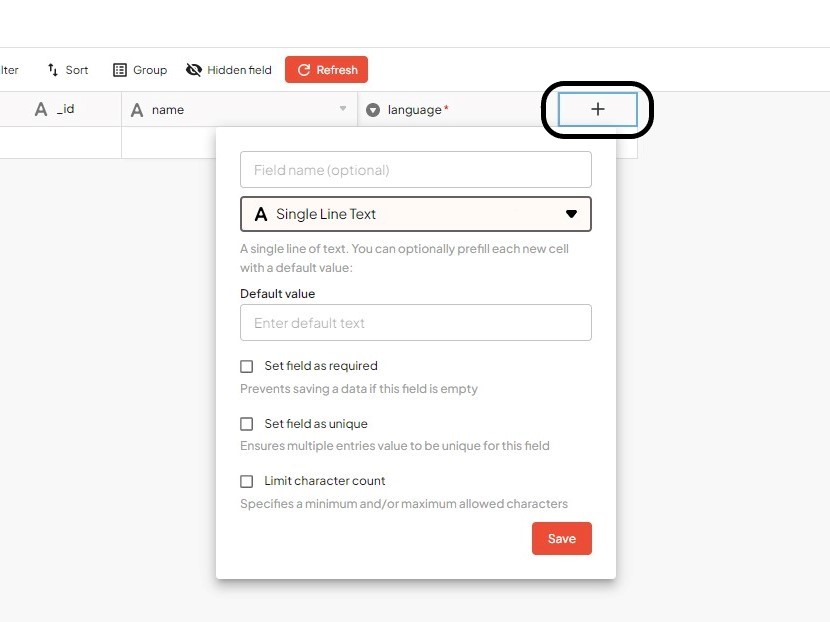 lter Sort Group Hidden field Refresh
A _id A name language* +
Field name (optional)
A Single Line Text
A single line of text. You can optionally prefill each new cell
with a default value:
Default value
Enter default text
Set field as required
Prevents saving a data if this field is empty
Set field as unique
Ensures multiple entries value to be unique for this field
Limit character count
Specifies a minimum and/or maximum allowed characters
Save